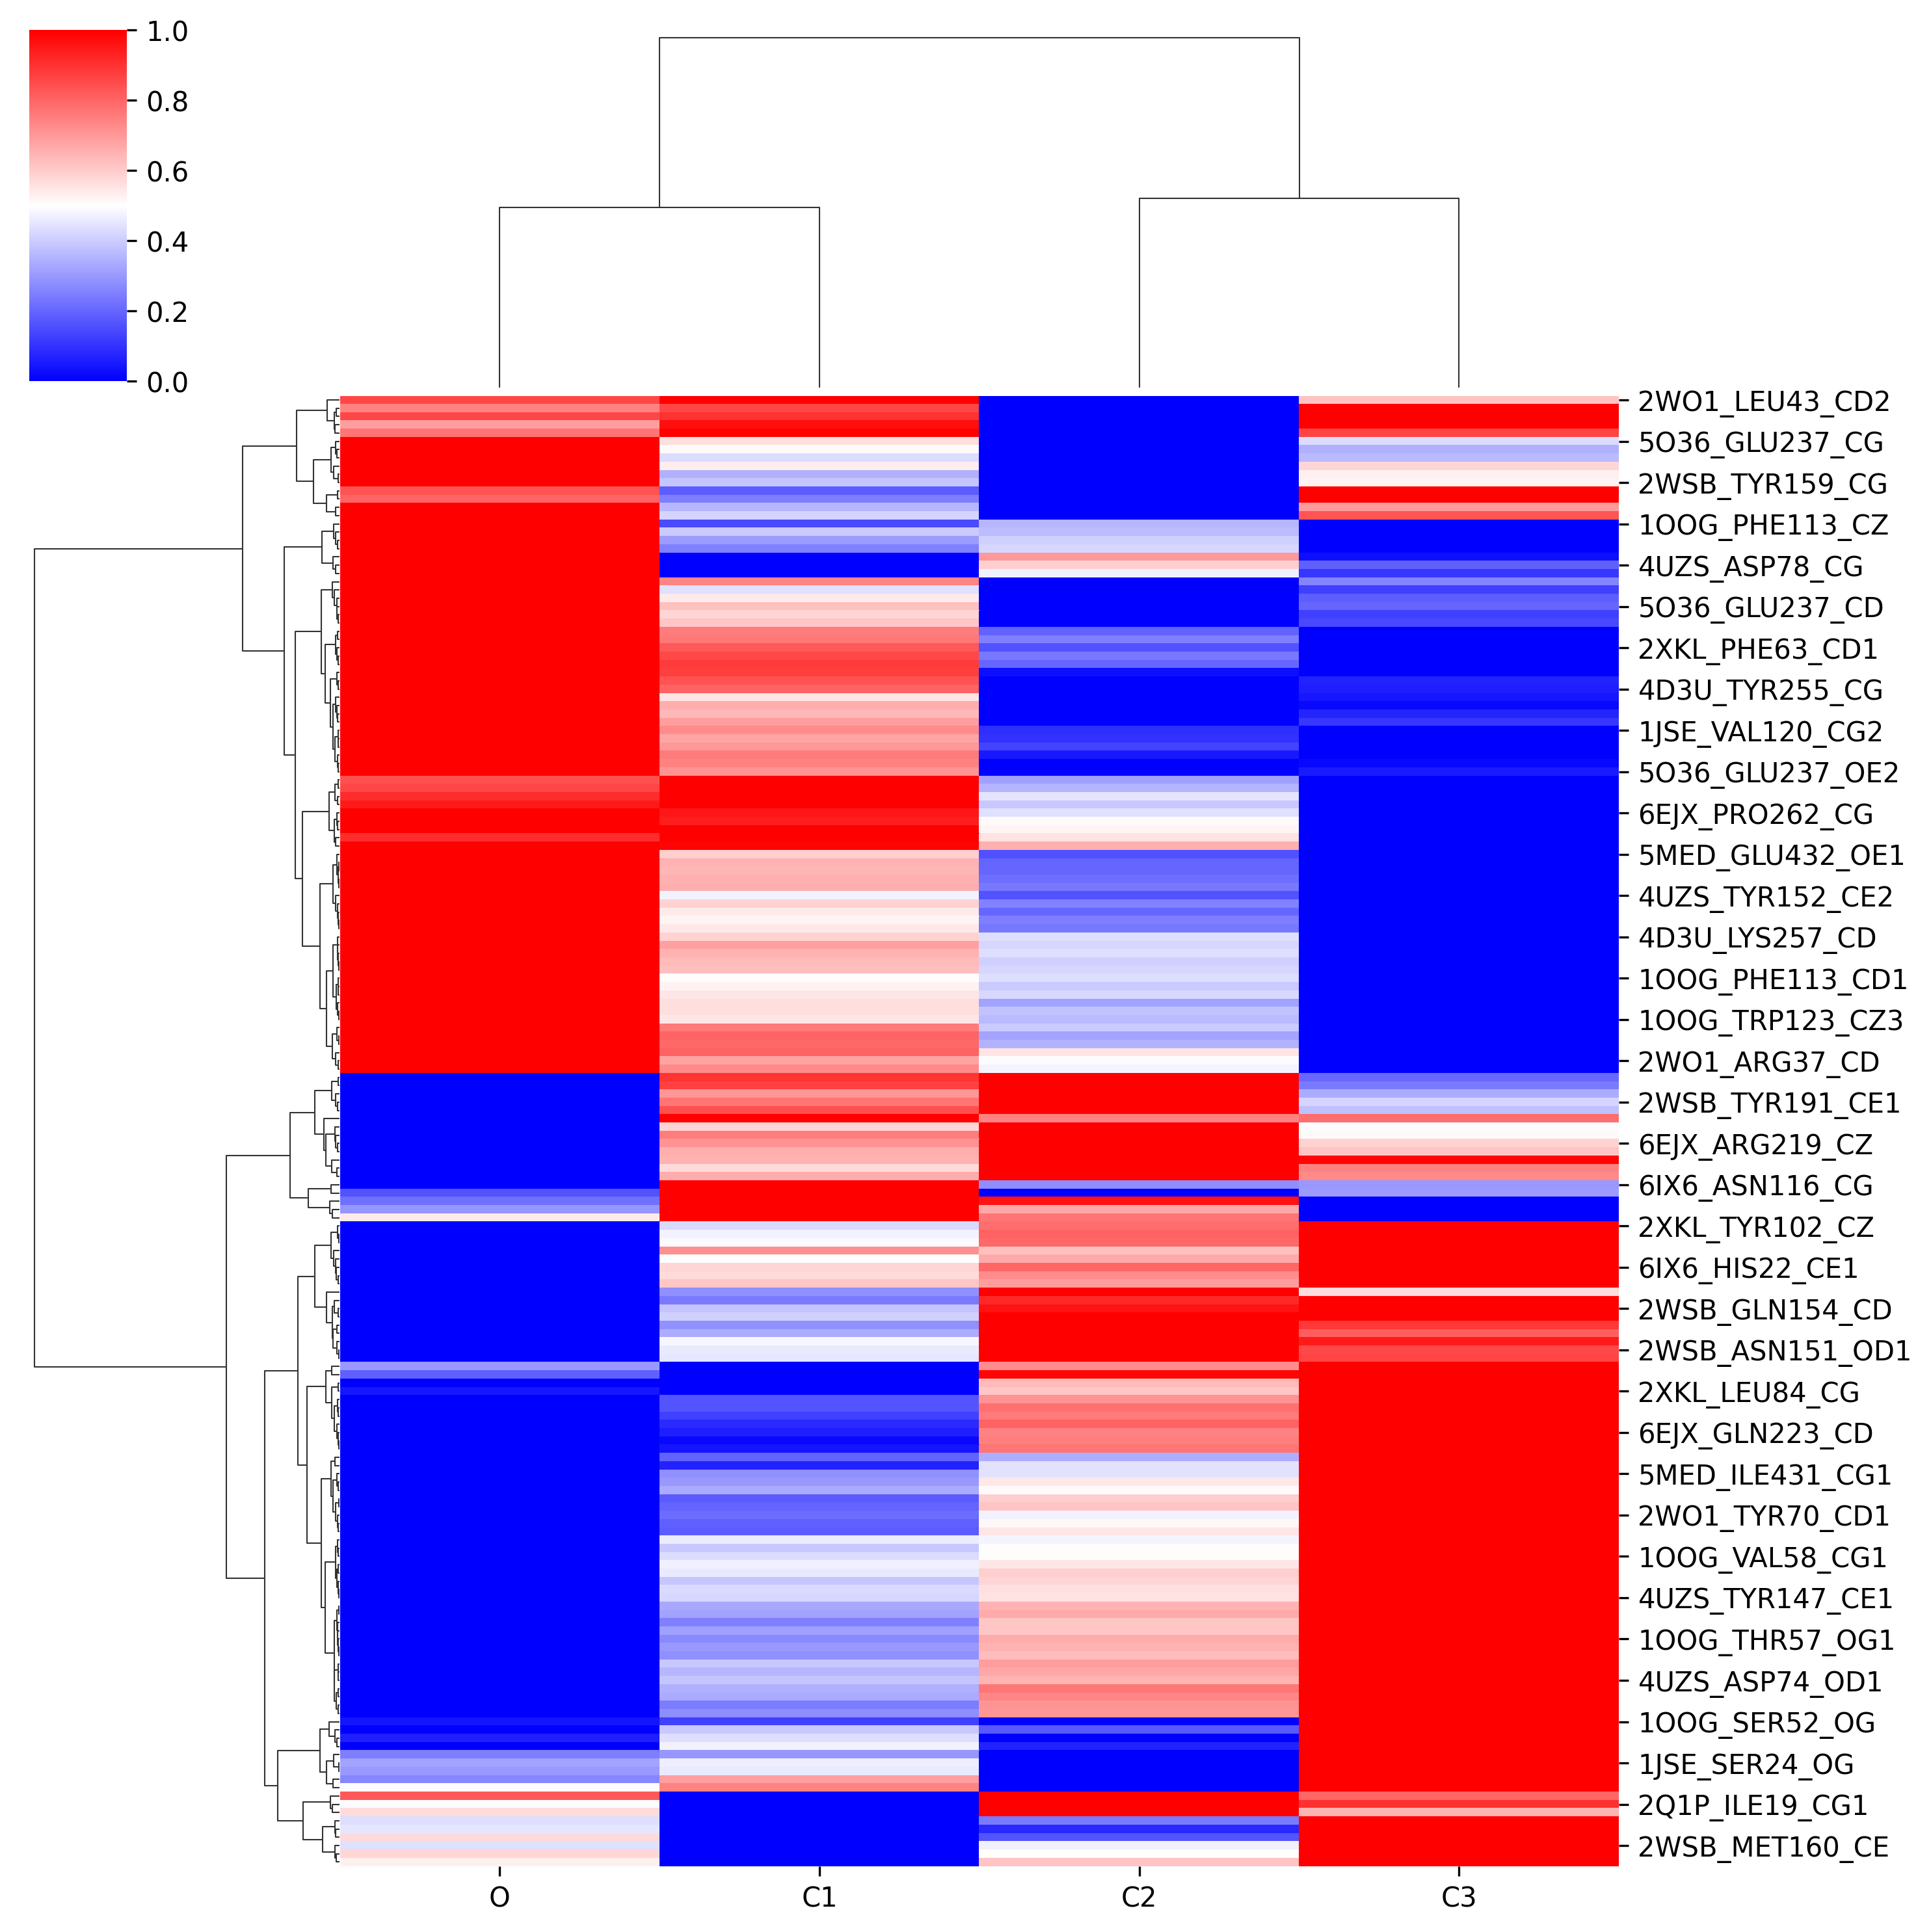 1.0
0.8
0.6
0.4
0.2
0.0
2WO1_LEU43_CD2
5O36_GLU237_CG
2WSB_TYR159_CG
1OOG_PHE113_CZ
4UZS_ASP78_CG
5O36_GLU237_CD
2XKL_PHE63_CD1
4D3U_TYR255_CG
1JSE_VAL120_CG2
5O36_GLU237_OE2
6EJX_PRO262_CG
5MED_GLU432_OE1
4UZS_TYR152_CE2
4D3U_LYS257_CD
1OOG_PHE113_CD1
1OOG_TRP123_CZ3
2WO1_ARG37_CD
2WSB_TYR191_CE1
6EJX_ARG219_CZ
6IX6_ASN116_CG
2XKL_TYR102_CZ
6IX6_HIS22_CE1
2WSB_GLN154_CD
2WSB_ASN151_OD1
2XKL_LEU84_CG
6EJX_GLN223_CD
5MED_ILE431_CG1
2WO1_TYR70_CD1
1OOG_VAL58_CG1
4UZS_TYR147_CE1
1OOG_THR57_OG1
4UZS_ASP74_OD1
1OOG_SER52_OG
1JSE_SER24_OG
2Q1P_ILE19_CG1
2WSB_MET160_CE
O C1 C2 C3